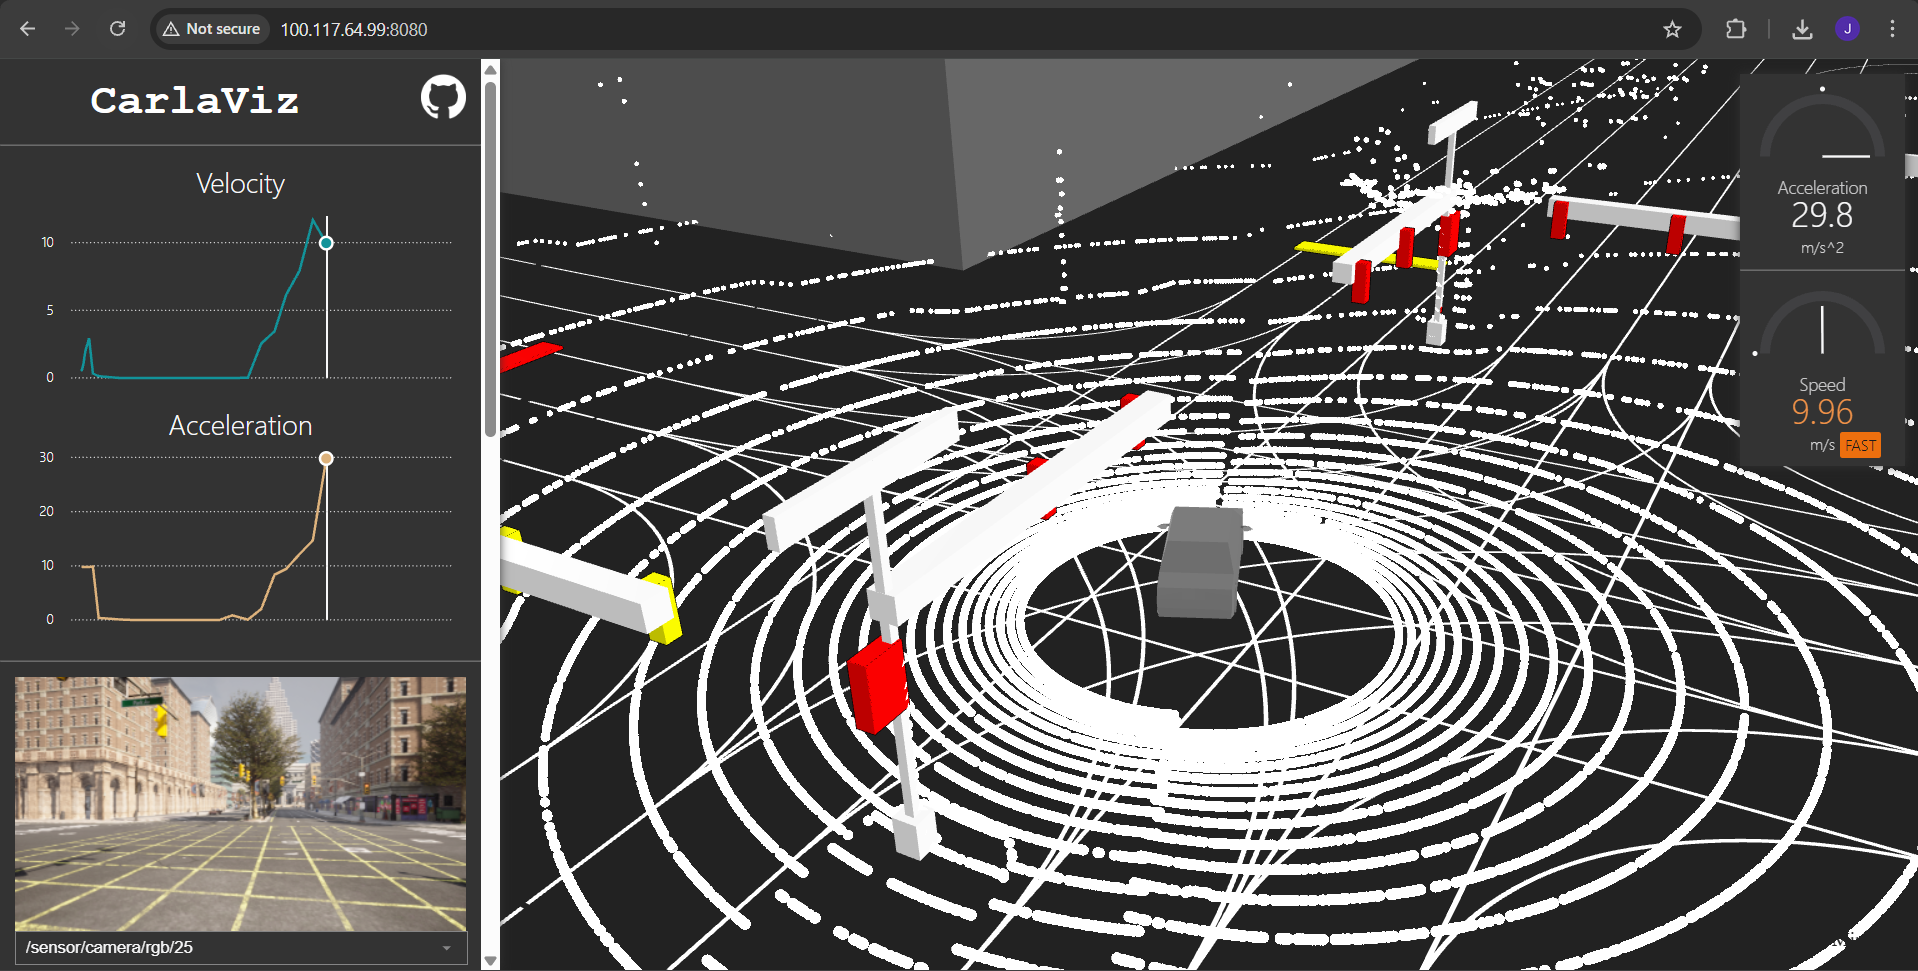 Not secure
100.117.64.99:8080
J
CarlaViz
Velocity
10
5
0
Acceleration
30
20
10
0
/sensor/camera/rgb/25
Acceleration
29.8
m/s^2
Speed
9.96
m/s FAST